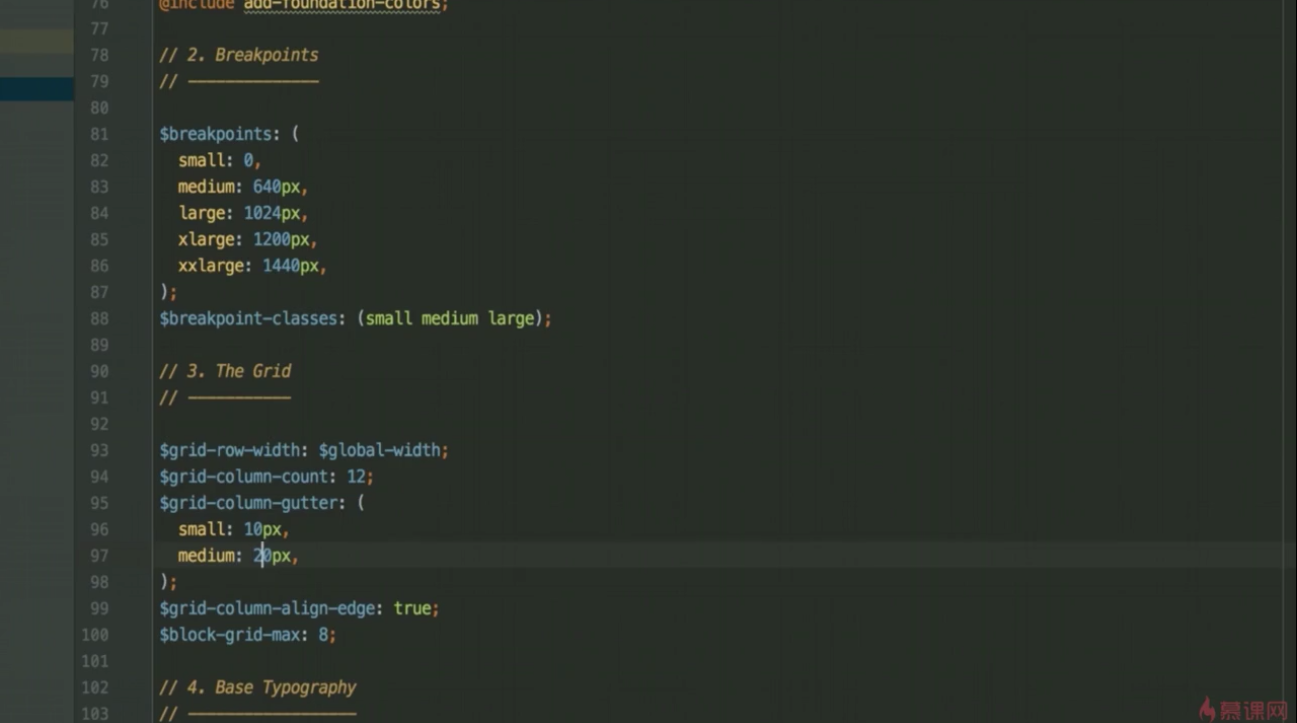 76 @include add-foundation-colors;
77
78 // 2. Breakpoints
79 // ──────────────
80
81 $breakpoints: (
82   small: 0,
83   medium: 640px,
84   large: 1024px,
85   xlarge: 1200px,
86   xxlarge: 1440px,
87 );
88 $breakpoint-classes: (small medium large);
89
90 // 3. The Grid
91 // ───────────
92
93 $grid-row-width: $global-width;
94 $grid-column-count: 12;
95 $grid-column-gutter: (
96   small: 10px,
97   medium: 20px,
98 );
99 $grid-column-align-edge: true;
100 $block-grid-max: 8;
101
102 // 4. Base Typography
103 // ──────────────────
慕课网